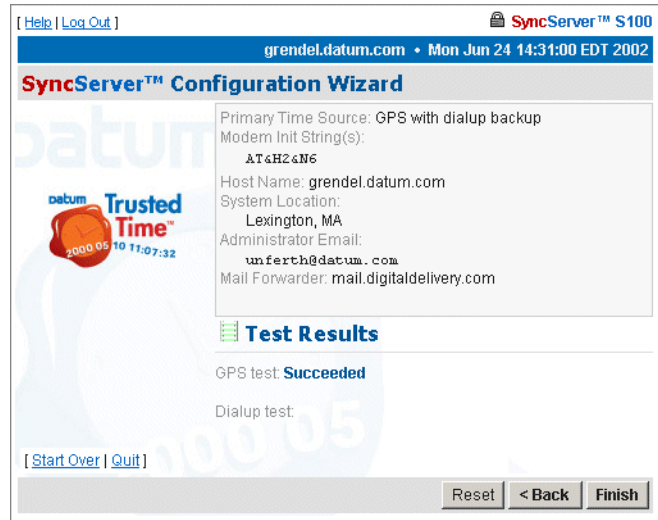 [ Help | Log Out ]
SyncServer™ S100
grendel.datum.com • Mon Jun 24 14:31:00 EDT 2002
SyncServer™ Configuration Wizard
Primary Time Source: GPS with dialup backup
Modem Init String(s):
AT&H2&N6
Host Name: grendel.datum.com
System Location:
Lexington, MA
Administrator Email:
unferth@datum.com
Mail Forwarder: mail.digitaldelivery.com
Datum Trusted
Time™
2000 05 10 11:07:32
Test Results
GPS test: Succeeded
Dialup test:
[ Start Over | Quit ]
Reset
< Back
Finish